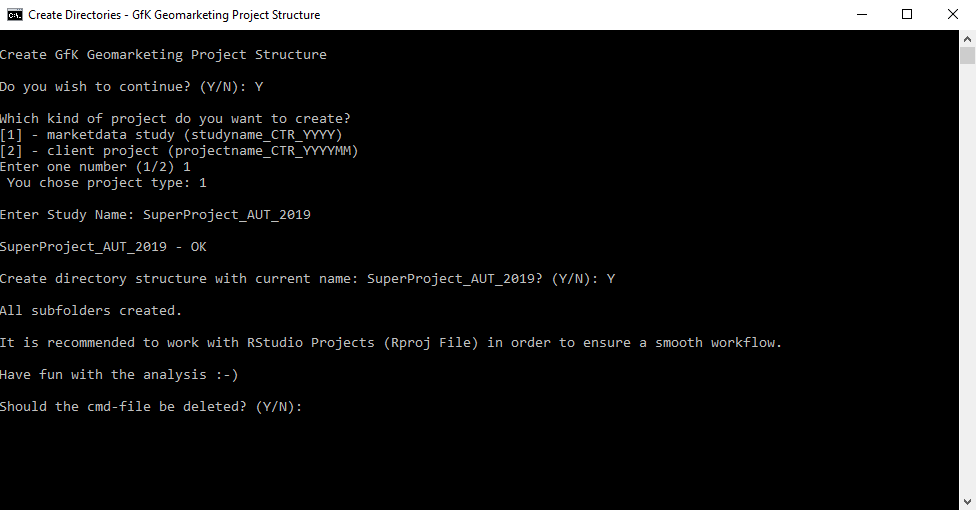 Create Directories - GfK Geomarketing Project Structure
Create GfK Geomarketing Project Structure
Do you wish to continue? (Y/N): Y
Which kind of project do you want to create?
[1] - marketdata study (studyname_CTR_YYYY)
[2] - client project (projectname_CTR_YYYYMM)
Enter one number (1/2) 1
You chose project type: 1
Enter Study Name: SuperProject_AUT_2019
SuperProject_AUT_2019 - OK
Create directory structure with current name: SuperProject_AUT_2019? (Y/N): Y
All subfolders created.
It is recommended to work with RStudio Projects (Rproj File) in order to ensure a smooth workflow.
Have fun with the analysis :-)
Should the cmd-file be deleted? (Y/N):